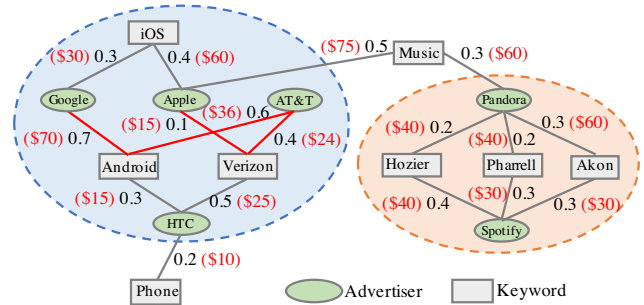 iOS
($30) 0.3
0.4 ($60)
($75) 0.5
Music
0.3 ($60)
Google
Apple
AT&T
Pandora
($70) 0.7
($15) 0.1
($36) 0.6
0.4 ($24)
($40) 0.2
($40) 0.2
0.3 ($60)
Android
Verizon
Hozier
Pharrell
Akon
($15) 0.3
0.5 ($25)
($40) 0.4
($30) 0.3
0.3 ($30)
HTC
Spotify
0.2 ($10)
Phone
Advertiser
Keyword